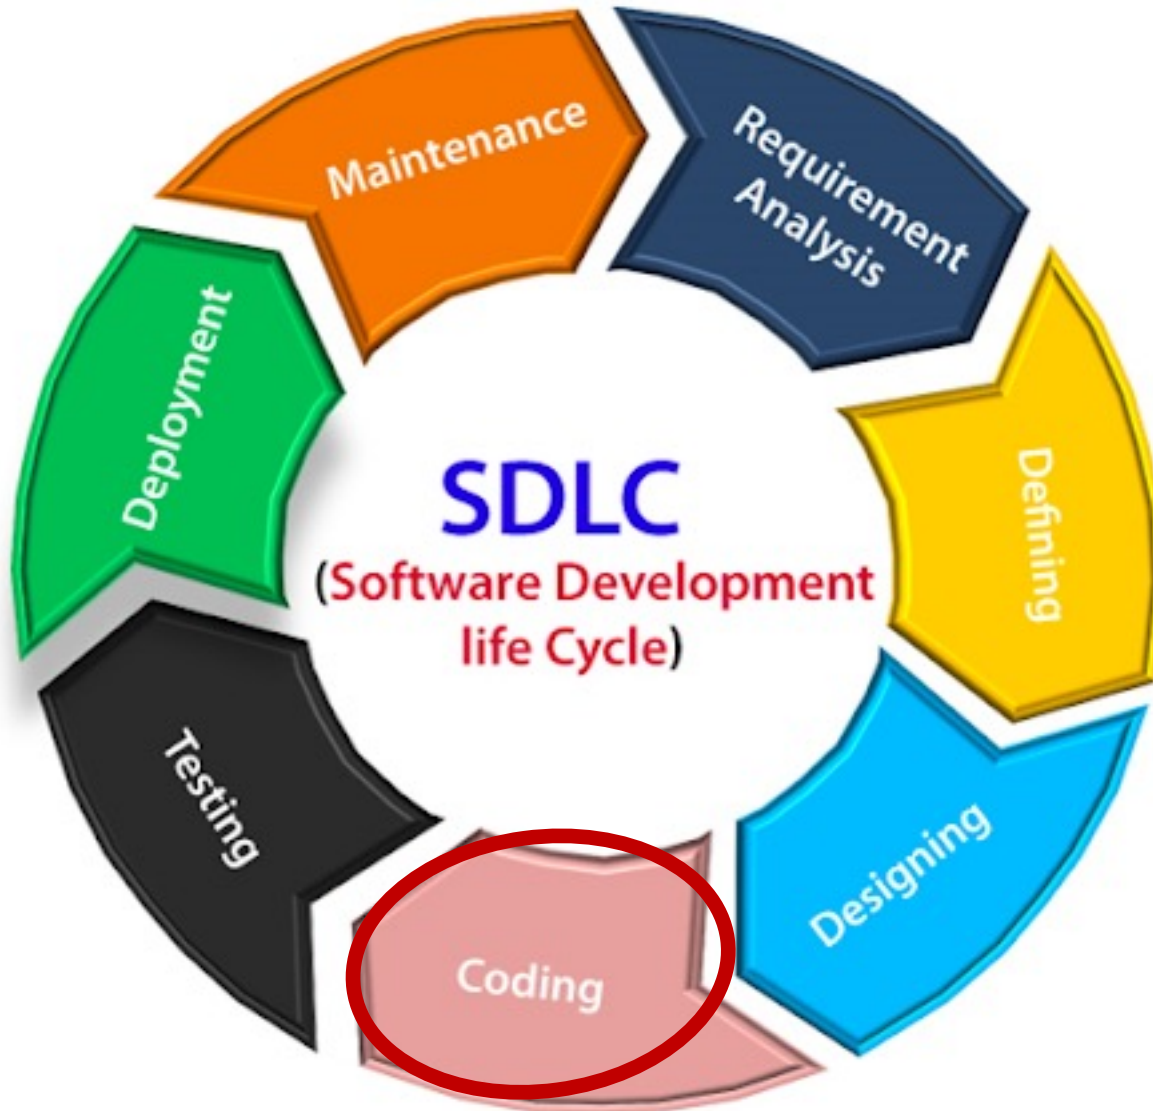 Maintenance
Requirement
Analysis
Deployment
SDLC
(Software Development
life Cycle)
Defining
Testing
Designing
Coding